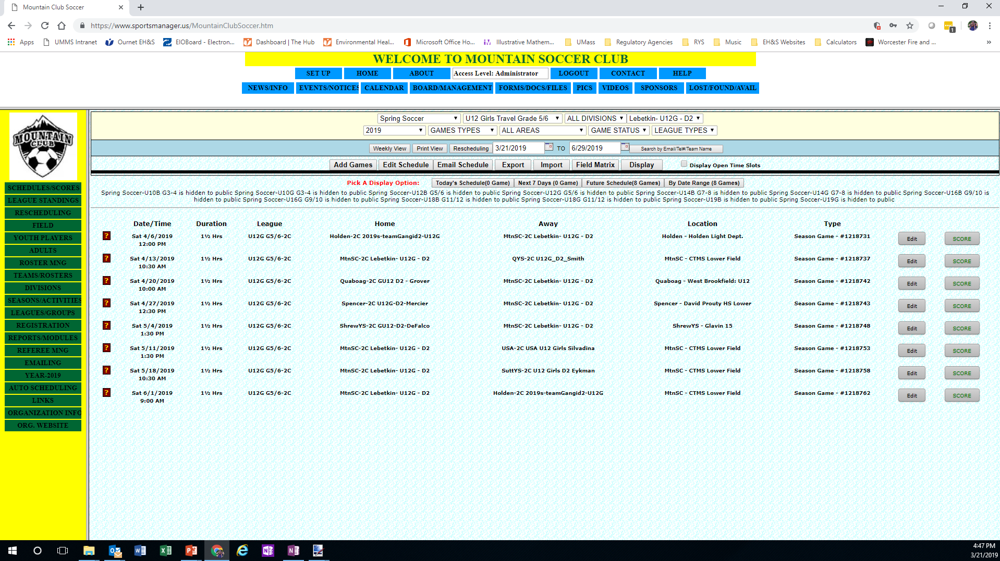 Mountain Club Soccer
https://www.sportsmanager.us/MountainClubSoccer.htm
1
Apps UMMS Intranet Ournet EH&S EIOBoard - Electron... Dashboard | The Hub Environmental Heal... Microsoft Office Ho... Illustrative Mathem... UMass Regulatory Agencies RYS Music EH&S Websites Calculators Worcester Fire and ... »
WELCOME TO MOUNTAIN SOCCER CLUB
SET UP HOME ABOUT Access Level: Administrator LOGOUT CONTACT HELP
NEWS/INFO EVENTS/NOTICES CALENDAR BOARD/MANAGEMENT FORMS/DOCS/FILES PICS VIDEOS SPONSORS LOST/FOUND/AVAIL
MOUNTAIN
CLUB
SCHEDULES/SCORES
LEAGUE STANDINGS
RESCHEDULING
FIELD
YOUTH PLAYERS
ADULTS
ROSTER MNG
TEAMS/ROSTERS
DIVISIONS
SEASONS/ACTIVITIES
LEAGUES/GROUPS
REGISTRATION
REPORTS/MODULES
REFEREE MNG
EMAILING
YEAR-2019
AUTO SCHEDULING
LINKS
ORGANIZATION INFO
ORG. WEBSITE
Spring Soccer U12 Girls Travel Grade 5/6 ALL DIVISIONS Lebetkin- U12G - D2
2019 GAMES TYPES ALL AREAS GAME STATUS LEAGUE TYPES
Weekly View Print View Rescheduling 3/21/2019 TO 6/29/2019 Search by Email/Tel#/Team Name
Add Games Edit Schedule Email Schedule Export Import Field Matrix Display Display Open Time Slots
Pick A Display Option: Today's Schedule(0 Game) Next 7 Days (0 Game) Future Schedule(8 Games) By Date Range (8 Games)
Spring Soccer-U10B G3-4 is hidden to public Spring Soccer-U10G G3-4 is hidden to public Spring Soccer-U12B G5/6 is hidden to public Spring Soccer-U12G G5/6 is hidden to public Spring Soccer-U14B G7-8 is hidden to public Spring Soccer-U14G G7-8 is hidden to public Spring Soccer-U16B G9/10 is
hidden to public Spring Soccer-U16G G9/10 is hidden to public Spring Soccer-U18B G11/12 is hidden to public Spring Soccer-U18G G11/12 is hidden to public Spring Soccer-U19B is hidden to public Spring Soccer-U19G is hidden to public
Date/Time Duration League Home Away Location Type
? Sat 4/6/2019 1½ Hrs U12G G5/6-2C Holden-2C 2019s-teamGangid2-U12G MtnSC-2C Lebetkin- U12G - D2 Holden - Holden Light Dept. Season Game - #1218731 Edit SCORE
12:00 PM
? Sat 4/13/2019 1½ Hrs U12G G5/6-2C MtnSC-2C Lebetkin- U12G - D2 QYS-2C U12G_D2_Smith MtnSC - CTMS Lower Field Season Game - #1218737 Edit SCORE
10:30 AM
? Sat 4/20/2019 1½ Hrs U12G G5/6-2C Quaboag-2C GU12 D2 - Grover MtnSC-2C Lebetkin- U12G - D2 Quaboag - West Brookfield: U12 Season Game - #1218742 Edit SCORE
10:00 AM
? Sat 4/27/2019 1½ Hrs U12G G5/6-2C Spencer-2C U12G-D2-Mercier MtnSC-2C Lebetkin- U12G - D2 Spencer - David Prouty HS Lower Season Game - #1218743 Edit SCORE
12:30 PM
? Sat 5/4/2019 1½ Hrs U12G G5/6-2C ShrewYS-2C GU12-D2-DeFalco MtnSC-2C Lebetkin- U12G - D2 ShrewYS - Glavin 15 Season Game - #1218748 Edit SCORE
1:30 PM
? Sat 5/11/2019 1½ Hrs U12G G5/6-2C MtnSC-2C Lebetkin- U12G - D2 USA-2C USA U12 Girls Silvadina MtnSC - CTMS Lower Field Season Game - #1218753 Edit SCORE
1:30 PM
? Sat 5/18/2019 1½ Hrs U12G G5/6-2C MtnSC-2C Lebetkin- U12G - D2 SuttYS-2C U12 Girls D2 Eykman MtnSC - CTMS Lower Field Season Game - #1218758 Edit SCORE
10:30 AM
? Sat 6/1/2019 1½ Hrs U12G G5/6-2C MtnSC-2C Lebetkin- U12G - D2 Holden-2C 2019s-teamGangid2-U12G MtnSC - CTMS Lower Field Season Game - #1218762 Edit SCORE
9:00 AM
4:47 PM
3/21/2019